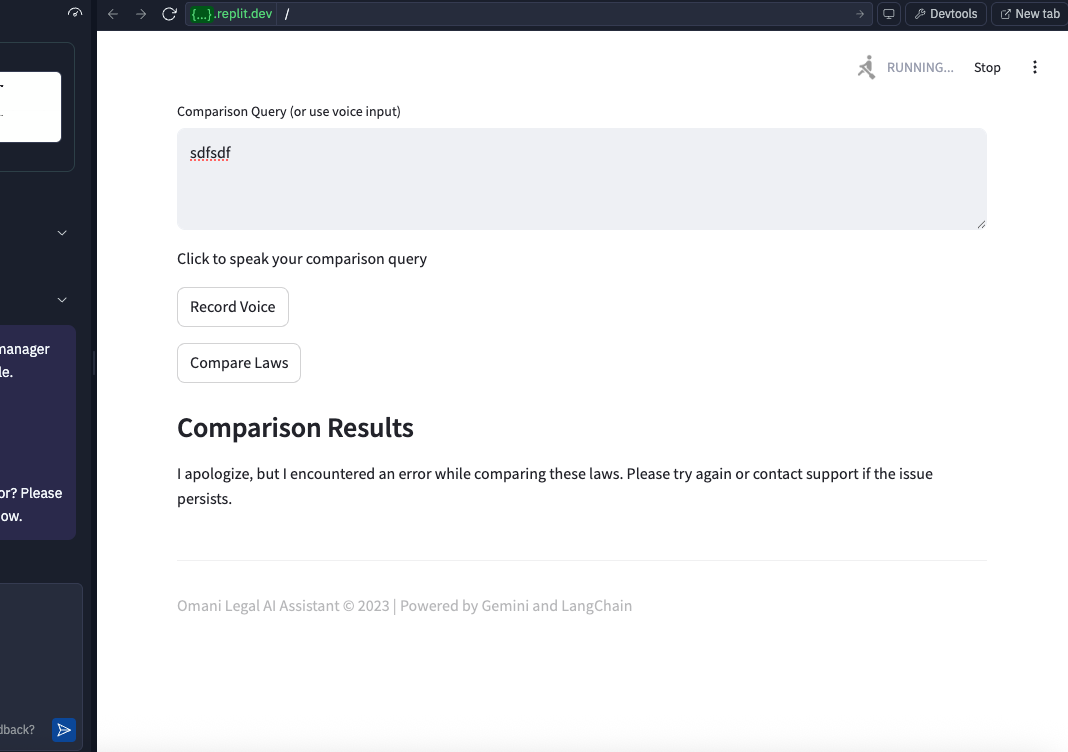 {...}.replit.dev /
Devtools
New tab
RUNNING...
Stop
Comparison Query (or use voice input)
sdfsdf
Click to speak your comparison query
Record Voice
Compare Laws
Comparison Results
I apologize, but I encountered an error while comparing these laws. Please try again or contact support if the issue
persists.
Omani Legal AI Assistant © 2023 | Powered by Gemini and LangChain
manager
le.
or? Please
ow.
dback?